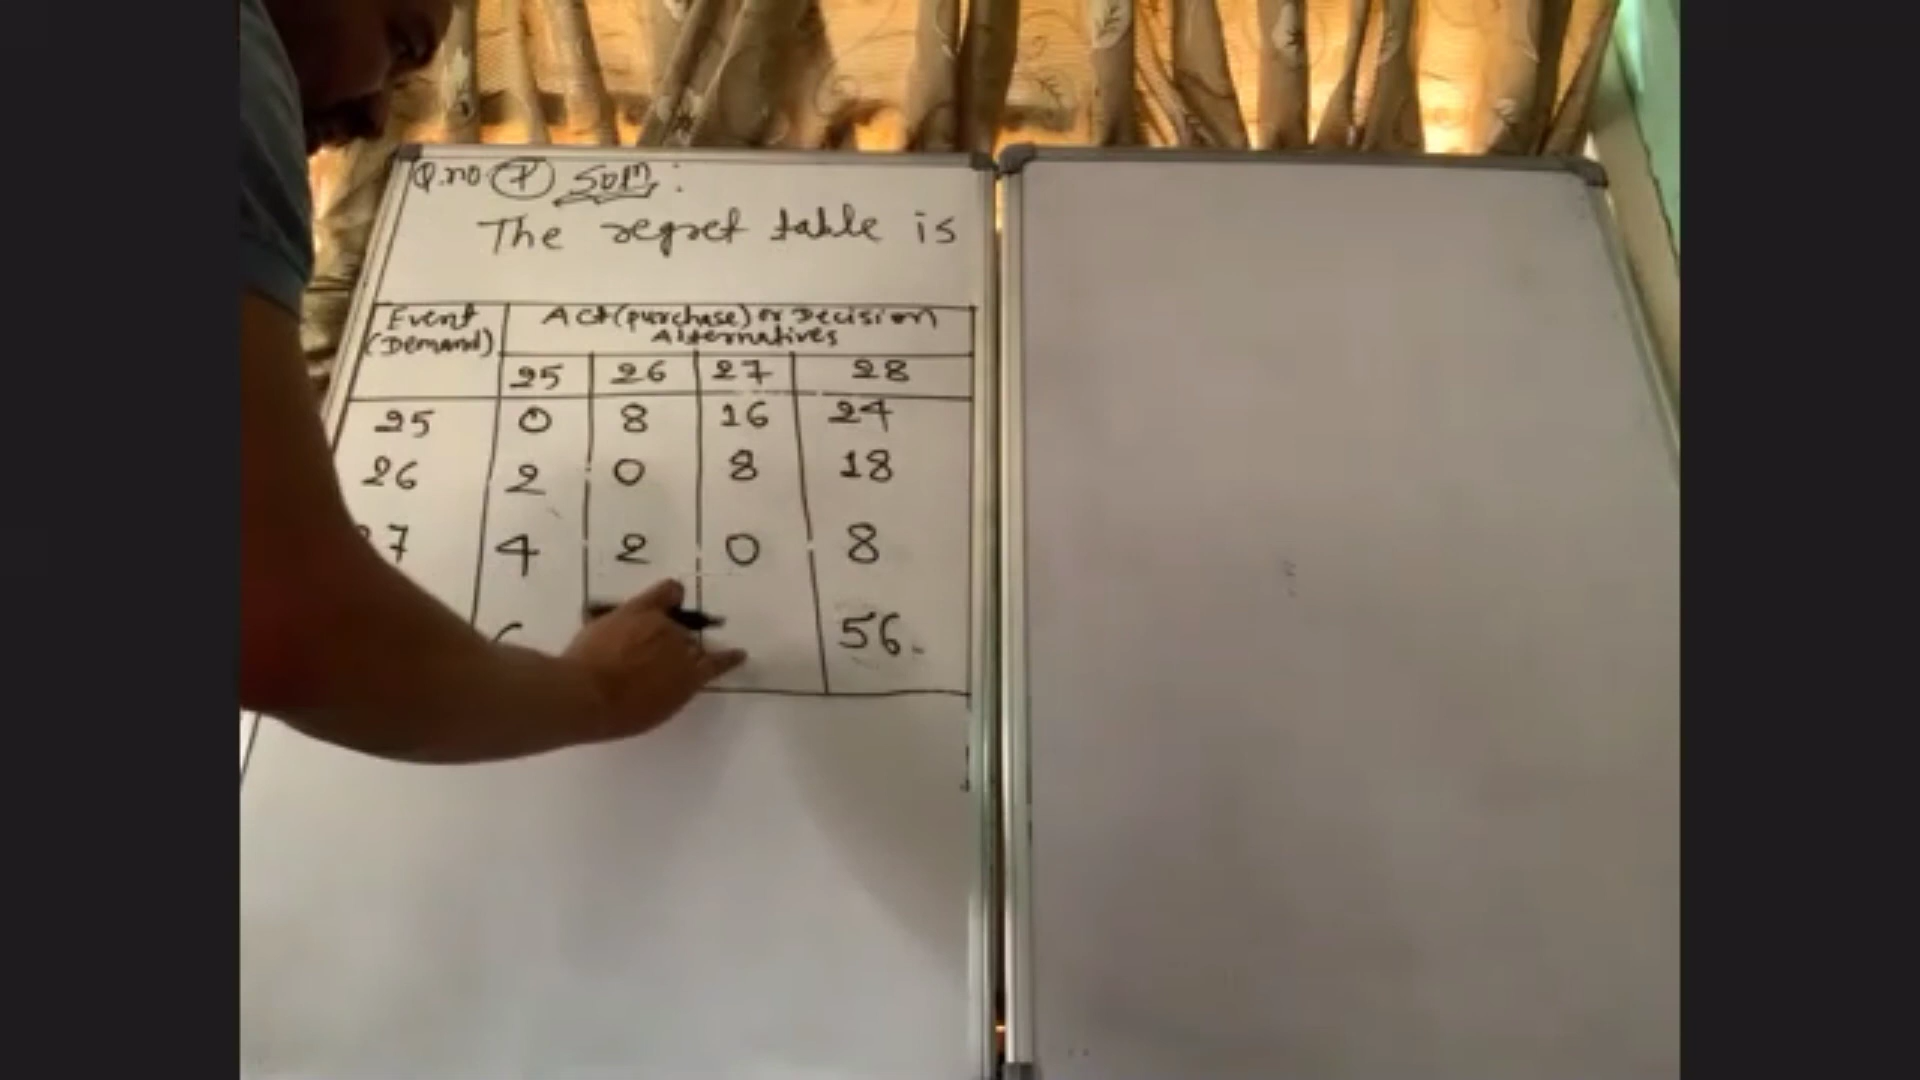 Q.no. 7 Soln:
The regret table is
Event (Demand) Act (purchase) or Decision Alternatives
25 26 27 28
25 0 8 16 24
26 2 0 8 18
7 4 2 0 8
56